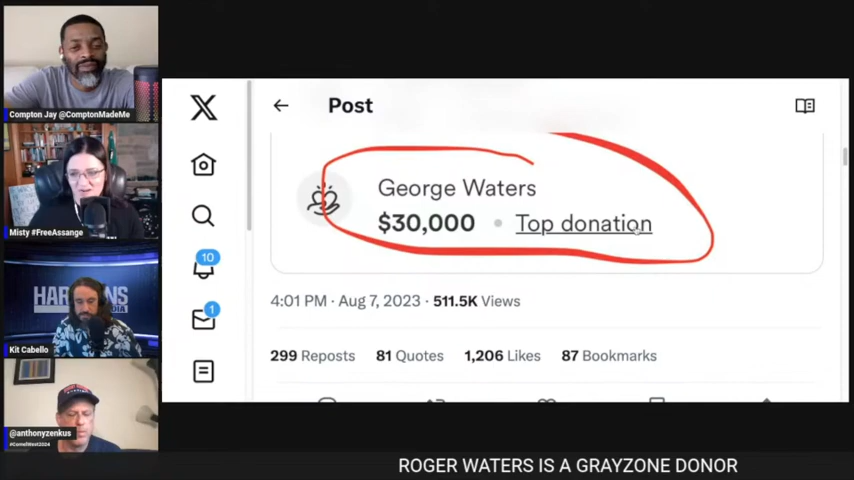 Compton Jay @ComptonMadeMe
Misty #FreeAssange
Kit Cabello
@anthonyzenkus
#CornelWest2024
Post
George Waters
$30,000 • Top donation
4:01 PM · Aug 7, 2023 · 511.5K Views
299 Reposts 81 Quotes 1,206 Likes 87 Bookmarks
10
1
ROGER WATERS IS A GRAYZONE DONOR